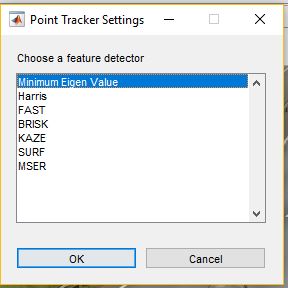 Point Tracker Settings
Choose a feature detector
Minimum Eigen Value
Harris
FAST
BRISK
KAZE
SURF
MSER
OK
Cancel